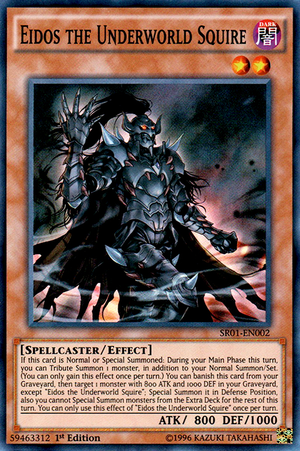 EIDOS THE UNDERWORLD SQUIRE
DARK
闇
SR01-EN002
[SPELLCASTER/EFFECT]
If this card is Normal or Special Summoned: During your Main Phase this turn,
you can Tribute Summon 1 monster, in addition to your Normal Summon/Set.
(You can only gain this effect once per turn.) You can banish this card from your
Graveyard, then target 1 monster with 800 ATK and 1000 DEF in your Graveyard,
except "Eidos the Underworld Squire"; Special Summon it in Defense Position,
also you cannot Special Summon monsters from the Extra Deck for the rest of this
turn. You can only use this effect of "Eidos the Underworld Squire" once per turn.
ATK/ 800 DEF/1000
59463312 1st Edition ©1996 KAZUKI TAKAHASHI